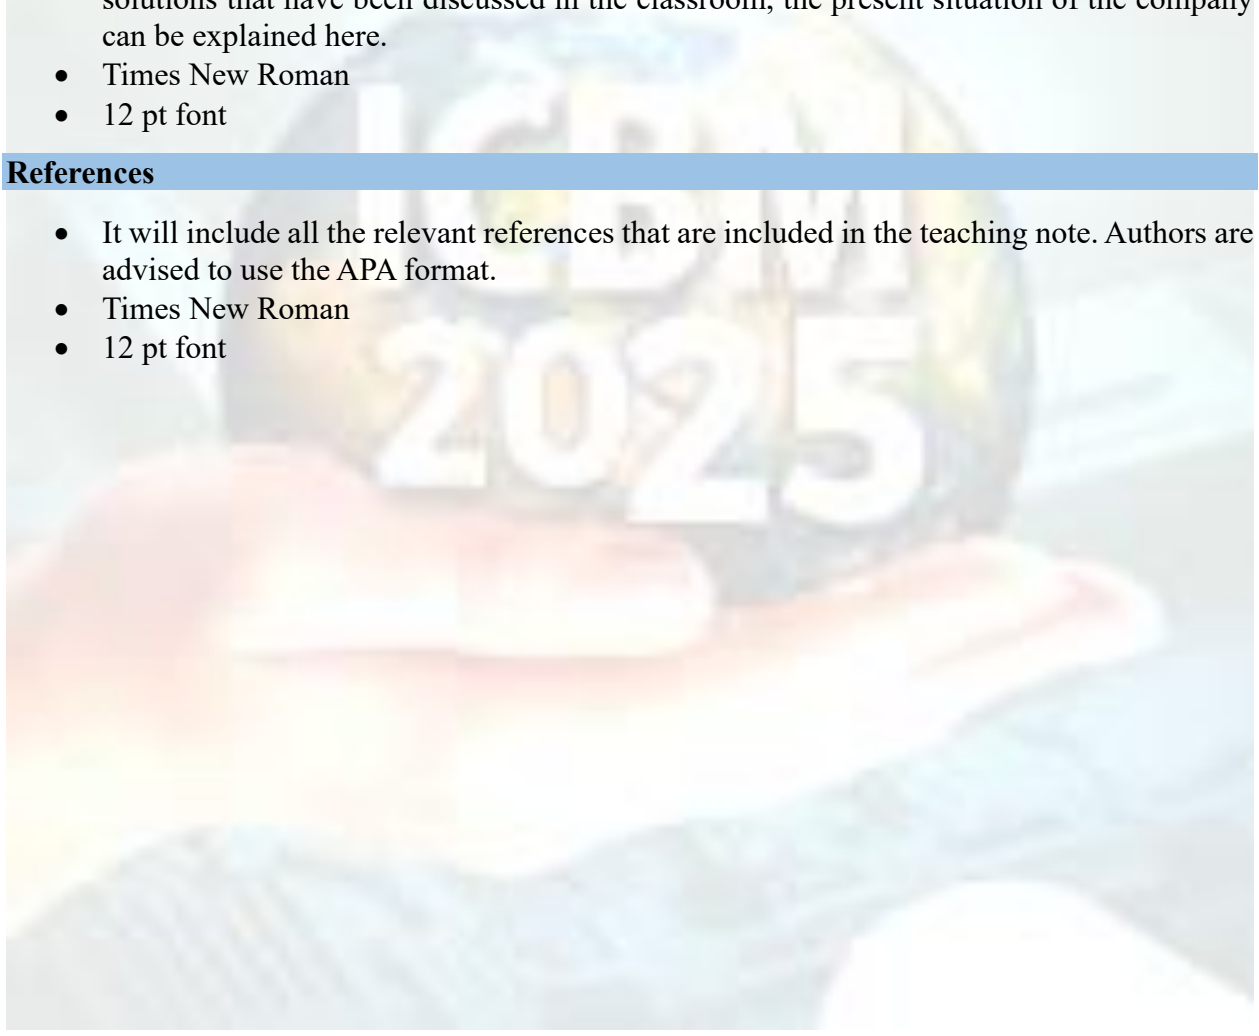 solutions that have been discussed in the classroom, the present situation of the company
can be explained here.
• Times New Roman
• 12 pt font
References
• It will include all the relevant references that are included in the teaching note. Authors are
advised to use the APA format.
• Times New Roman
• 12 pt font
ICBM
2025